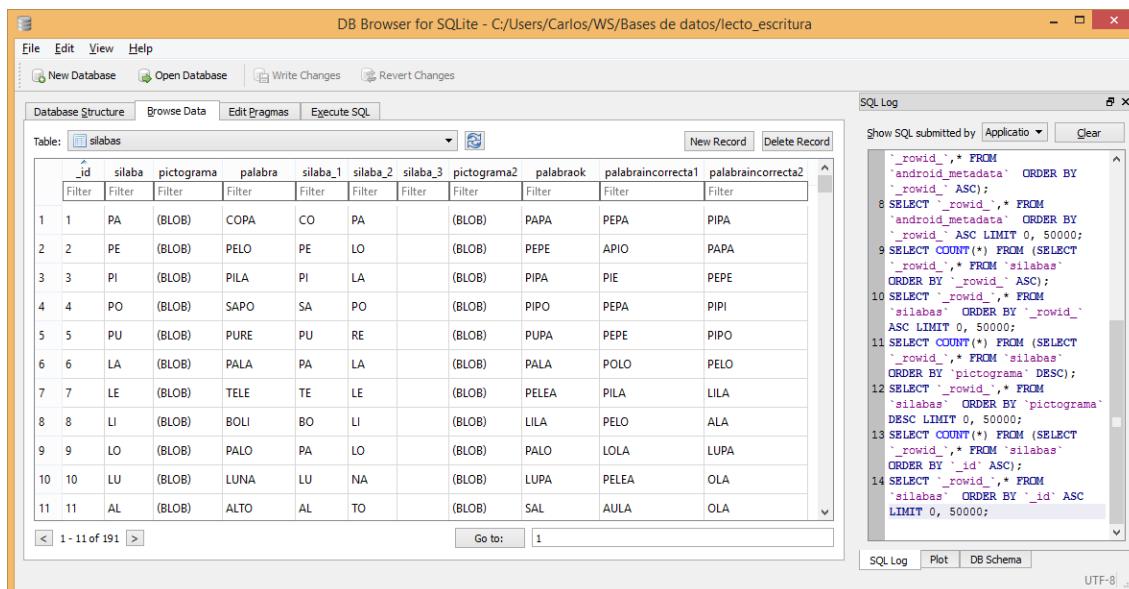 DB Browser for SQLite - C:/Users/Carlos/WS/Bases de datos/lecto_escritura
File Edit View Help
New Database Open Database Write Changes Revert Changes
Database Structure Browse Data Edit Pragmas Execute SQL
Table: silabas New Record Delete Record
_id silaba pictograma palabra silaba_1 silaba_2 silaba_3 pictograma2 palabraok palabraincorrecta1 palabraincorrecta2
Filter Filter Filter Filter Filter Filter Filter Filter Filter Filter Filter
1 1 PA (BLOB) COPA CO PA (BLOB) PAPA PEPA PIPA
2 2 PE (BLOB) PELO PE LO (BLOB) PEPE APIO PAPA
3 3 PI (BLOB) PILA PI LA (BLOB) PIPA PIE PEPE
4 4 PO (BLOB) SAPO SA PO (BLOB) PIPO PEPA PIPI
5 5 PU (BLOB) PURE PU RE (BLOB) PUPA PEPE PIPO
6 6 LA (BLOB) PALA PA LA (BLOB) PALA POLO PELO
7 7 LE (BLOB) TELE TE LE (BLOB) PELEA PILA LILA
8 8 LI (BLOB) BOLI BO LI (BLOB) LILA PELO ALA
9 9 LO (BLOB) PALO PA LO (BLOB) PALO LOLA LUPA
10 10 LU (BLOB) LUNA LU NA (BLOB) LUPA PELEA OLA
11 11 AL (BLOB) ALTO AL TO (BLOB) SAL AULA OLA
< 1 - 11 of 191 > Go to: 1
SQL Log
Show SQL submitted by Applicatio Clear
`_rowid_`,* FROM
`android_metadata` ORDER BY
`_rowid_` ASC);
8 SELECT `_rowid_`,* FROM
`android_metadata` ORDER BY
`_rowid_` ASC LIMIT 0, 50000;
9 SELECT COUNT(*) FROM (SELECT
`_rowid_`,* FROM `silabas`
ORDER BY `_rowid_` ASC);
10 SELECT `_rowid_`,* FROM
`silabas` ORDER BY `_rowid_`
ASC LIMIT 0, 50000;
11 SELECT COUNT(*) FROM (SELECT
`_rowid_`,* FROM `silabas`
ORDER BY `pictograma` DESC);
12 SELECT `_rowid_`,* FROM
`silabas` ORDER BY `pictograma`
DESC LIMIT 0, 50000;
13 SELECT COUNT(*) FROM (SELECT
`_rowid_`,* FROM `silabas`
ORDER BY `_id` ASC);
14 SELECT `_rowid_`,* FROM
`silabas` ORDER BY `_id` ASC
LIMIT 0, 50000;
SQL Log Plot DB Schema
UTF-8